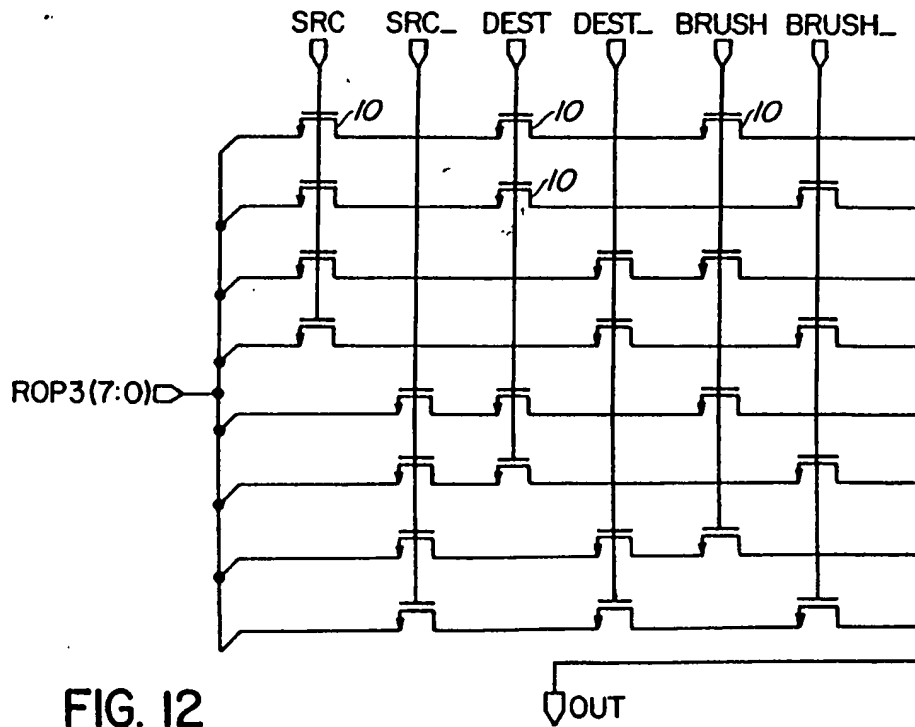 SRC SRC_ DEST DEST_ BRUSH BRUSH_
10 10 10
10
ROP3(7:0)
FIG. 12 OUT